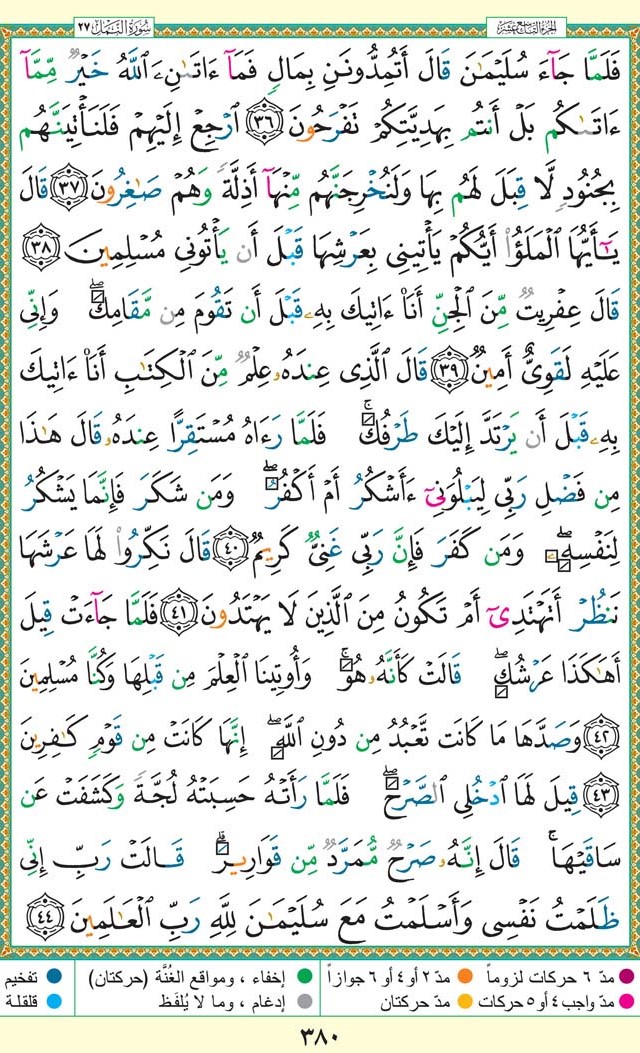 سُورَةُ النَّمْلِ ٢٧
الجزء التاسع عشر
فَلَمَّا جَآءَ سُلَيْمَٰنَ قَالَ أَتُمِدُّونَنِ بِمَالٍ فَمَآ ءَاتَىٰنِۦَ ٱللَّهُ خَيْرٌ مِّمَّآ
ءَاتَىٰكُم بَلْ أَنتُم بِهَدِيَّتِكُمْ تَفْرَحُونَ ٣٦ ٱرْجِعْ إِلَيْهِمْ فَلَنَأْتِيَنَّهُم
بِجُنُودٍ لَّا قِبَلَ لَهُم بِهَا وَلَنُخْرِجَنَّهُم مِّنْهَآ أَذِلَّةً وَهُمْ صَٰغِرُونَ ٣٧ قَالَ
يَٰٓأَيُّهَا ٱلْمَلَؤُا۟ أَيُّكُمْ يَأْتِينِى بِعَرْشِهَا قَبْلَ أَن يَأْتُونِى مُسْلِمِينَ ٣٨
قَالَ عِفْرِيتٌ مِّنَ ٱلْجِنِّ أَنَا۠ ءَاتِيكَ بِهِۦ قَبْلَ أَن تَقُومَ مِن مَّقَامِكَ ۖ وَإِنِّى
عَلَيْهِ لَقَوِىٌّ أَمِينٌ ٣٩ قَالَ ٱلَّذِى عِندَهُۥ عِلْمٌ مِّنَ ٱلْكِتَٰبِ أَنَا۠ ءَاتِيكَ
بِهِۦ قَبْلَ أَن يَرْتَدَّ إِلَيْكَ طَرْفُكَ ۚ فَلَمَّا رَءَاهُ مُسْتَقِرًّا عِندَهُۥ قَالَ هَٰذَا
مِن فَضْلِ رَبِّى لِيَبْلُوَنِىٓ ءَأَشْكُرُ أَمْ أَكْفُرُ ۖ وَمَن شَكَرَ فَإِنَّمَا يَشْكُرُ
لِنَفْسِهِۦ ۖ وَمَن كَفَرَ فَإِنَّ رَبِّى غَنِىٌّ كَرِيمٌ ٤٠ قَالَ نَكِّرُوا۟ لَهَا عَرْشَهَا
نَنظُرْ أَتَهْتَدِىٓ أَمْ تَكُونُ مِنَ ٱلَّذِينَ لَا يَهْتَدُونَ ٤١ فَلَمَّا جَآءَتْ قِيلَ
أَهَٰكَذَا عَرْشُكِ ۖ قَالَتْ كَأَنَّهُۥ هُوَ ۚ وَأُوتِينَا ٱلْعِلْمَ مِن قَبْلِهَا وَكُنَّا مُسْلِمِينَ
٤٢ وَصَدَّهَا مَا كَانَت تَّعْبُدُ مِن دُونِ ٱللَّهِ ۖ إِنَّهَا كَانَتْ مِن قَوْمٍ كَٰفِرِينَ
٤٣ قِيلَ لَهَا ٱدْخُلِى ٱلصَّرْحَ ۖ فَلَمَّا رَأَتْهُ حَسِبَتْهُ لُجَّةً وَكَشَفَتْ عَن
سَاقَيْهَا ۚ قَالَ إِنَّهُۥ صَرْحٌ مُّمَرَّدٌ مِّن قَوَارِيرَ ۗ قَالَتْ رَبِّ إِنِّى
ظَلَمْتُ نَفْسِى وَأَسْلَمْتُ مَعَ سُلَيْمَٰنَ لِلَّهِ رَبِّ ٱلْعَٰلَمِينَ ٤٤
مدّ ٦ حركات لزوماً
مدّ ٢ أو ٤ أو ٦ جوازاً
إخفاء ، ومواقع الغُنَّة (حركتان)
تفخيم
مدّ واجب ٤ أو ٥ حركات
مدّ حركتان
إدغام ، وما لا يُلفَظ
قلقلة
٣٨٠